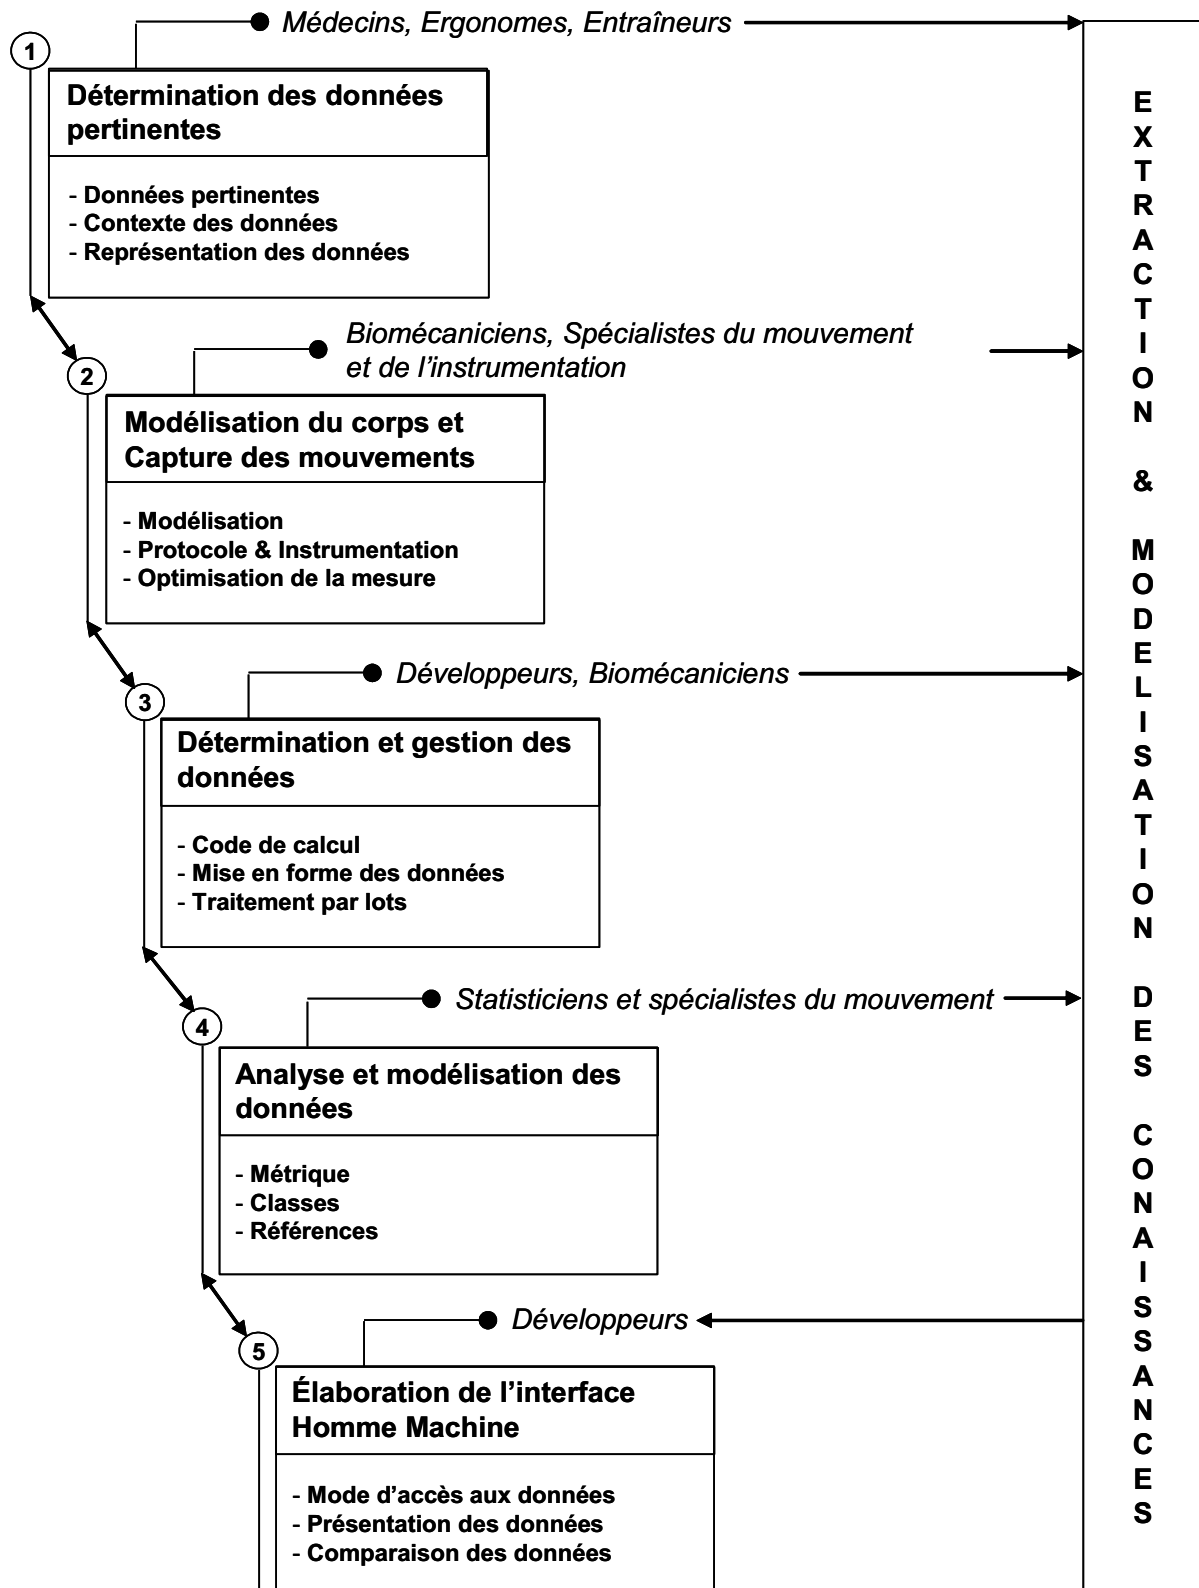 Médecins, Ergonomes, Entraîneurs
1
Détermination des données
pertinentes
- Données pertinentes
- Contexte des données
- Représentation des données
Biomécaniciens, Spécialistes du mouvement
et de l'instrumentation
2
Modélisation du corps et
Capture des mouvements
- Modélisation
- Protocole & Instrumentation
- Optimisation de la mesure
Développeurs, Biomécaniciens
3
Détermination et gestion des
données
- Code de calcul
- Mise en forme des données
- Traitement par lots
Statisticiens et spécialistes du mouvement
4
Analyse et modélisation des
données
- Métrique
- Classes
- Références
Développeurs
5
Élaboration de l'interface
Homme Machine
- Mode d'accès aux données
- Présentation des données
- Comparaison des données
EXTRACTION & MODELISATION DES CONAISSANCES